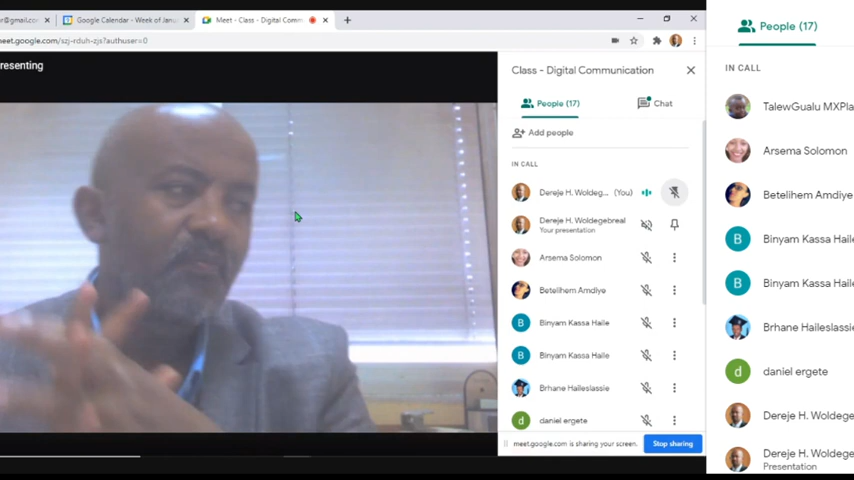 r@gmail.com
Google Calendar - Week of Janu
Meet - Class - Digital Comm
meet.google.com/szj-rduh-zjs?authuser=0
resenting
Class - Digital Communication
People (17)
Chat
Add people
IN CALL
Dereje H. Woldeg... (You)
Dereje H. Woldegebreal
Your presentation
Arsema Solomon
Betelihem Amdiye
Binyam Kassa Haile
Binyam Kassa Haile
Brhane Haileslassie
daniel ergete
meet.google.com is sharing your screen.
Stop sharing
People (17)
IN CALL
TalewGualu MXPla
Arsema Solomon
Betelihem Amdiye
B
Binyam Kassa Haile
B
Binyam Kassa Haile
Brhane Haileslassie
d
daniel ergete
Dereje H. Woldege
Dereje H. Woldege
Presentation